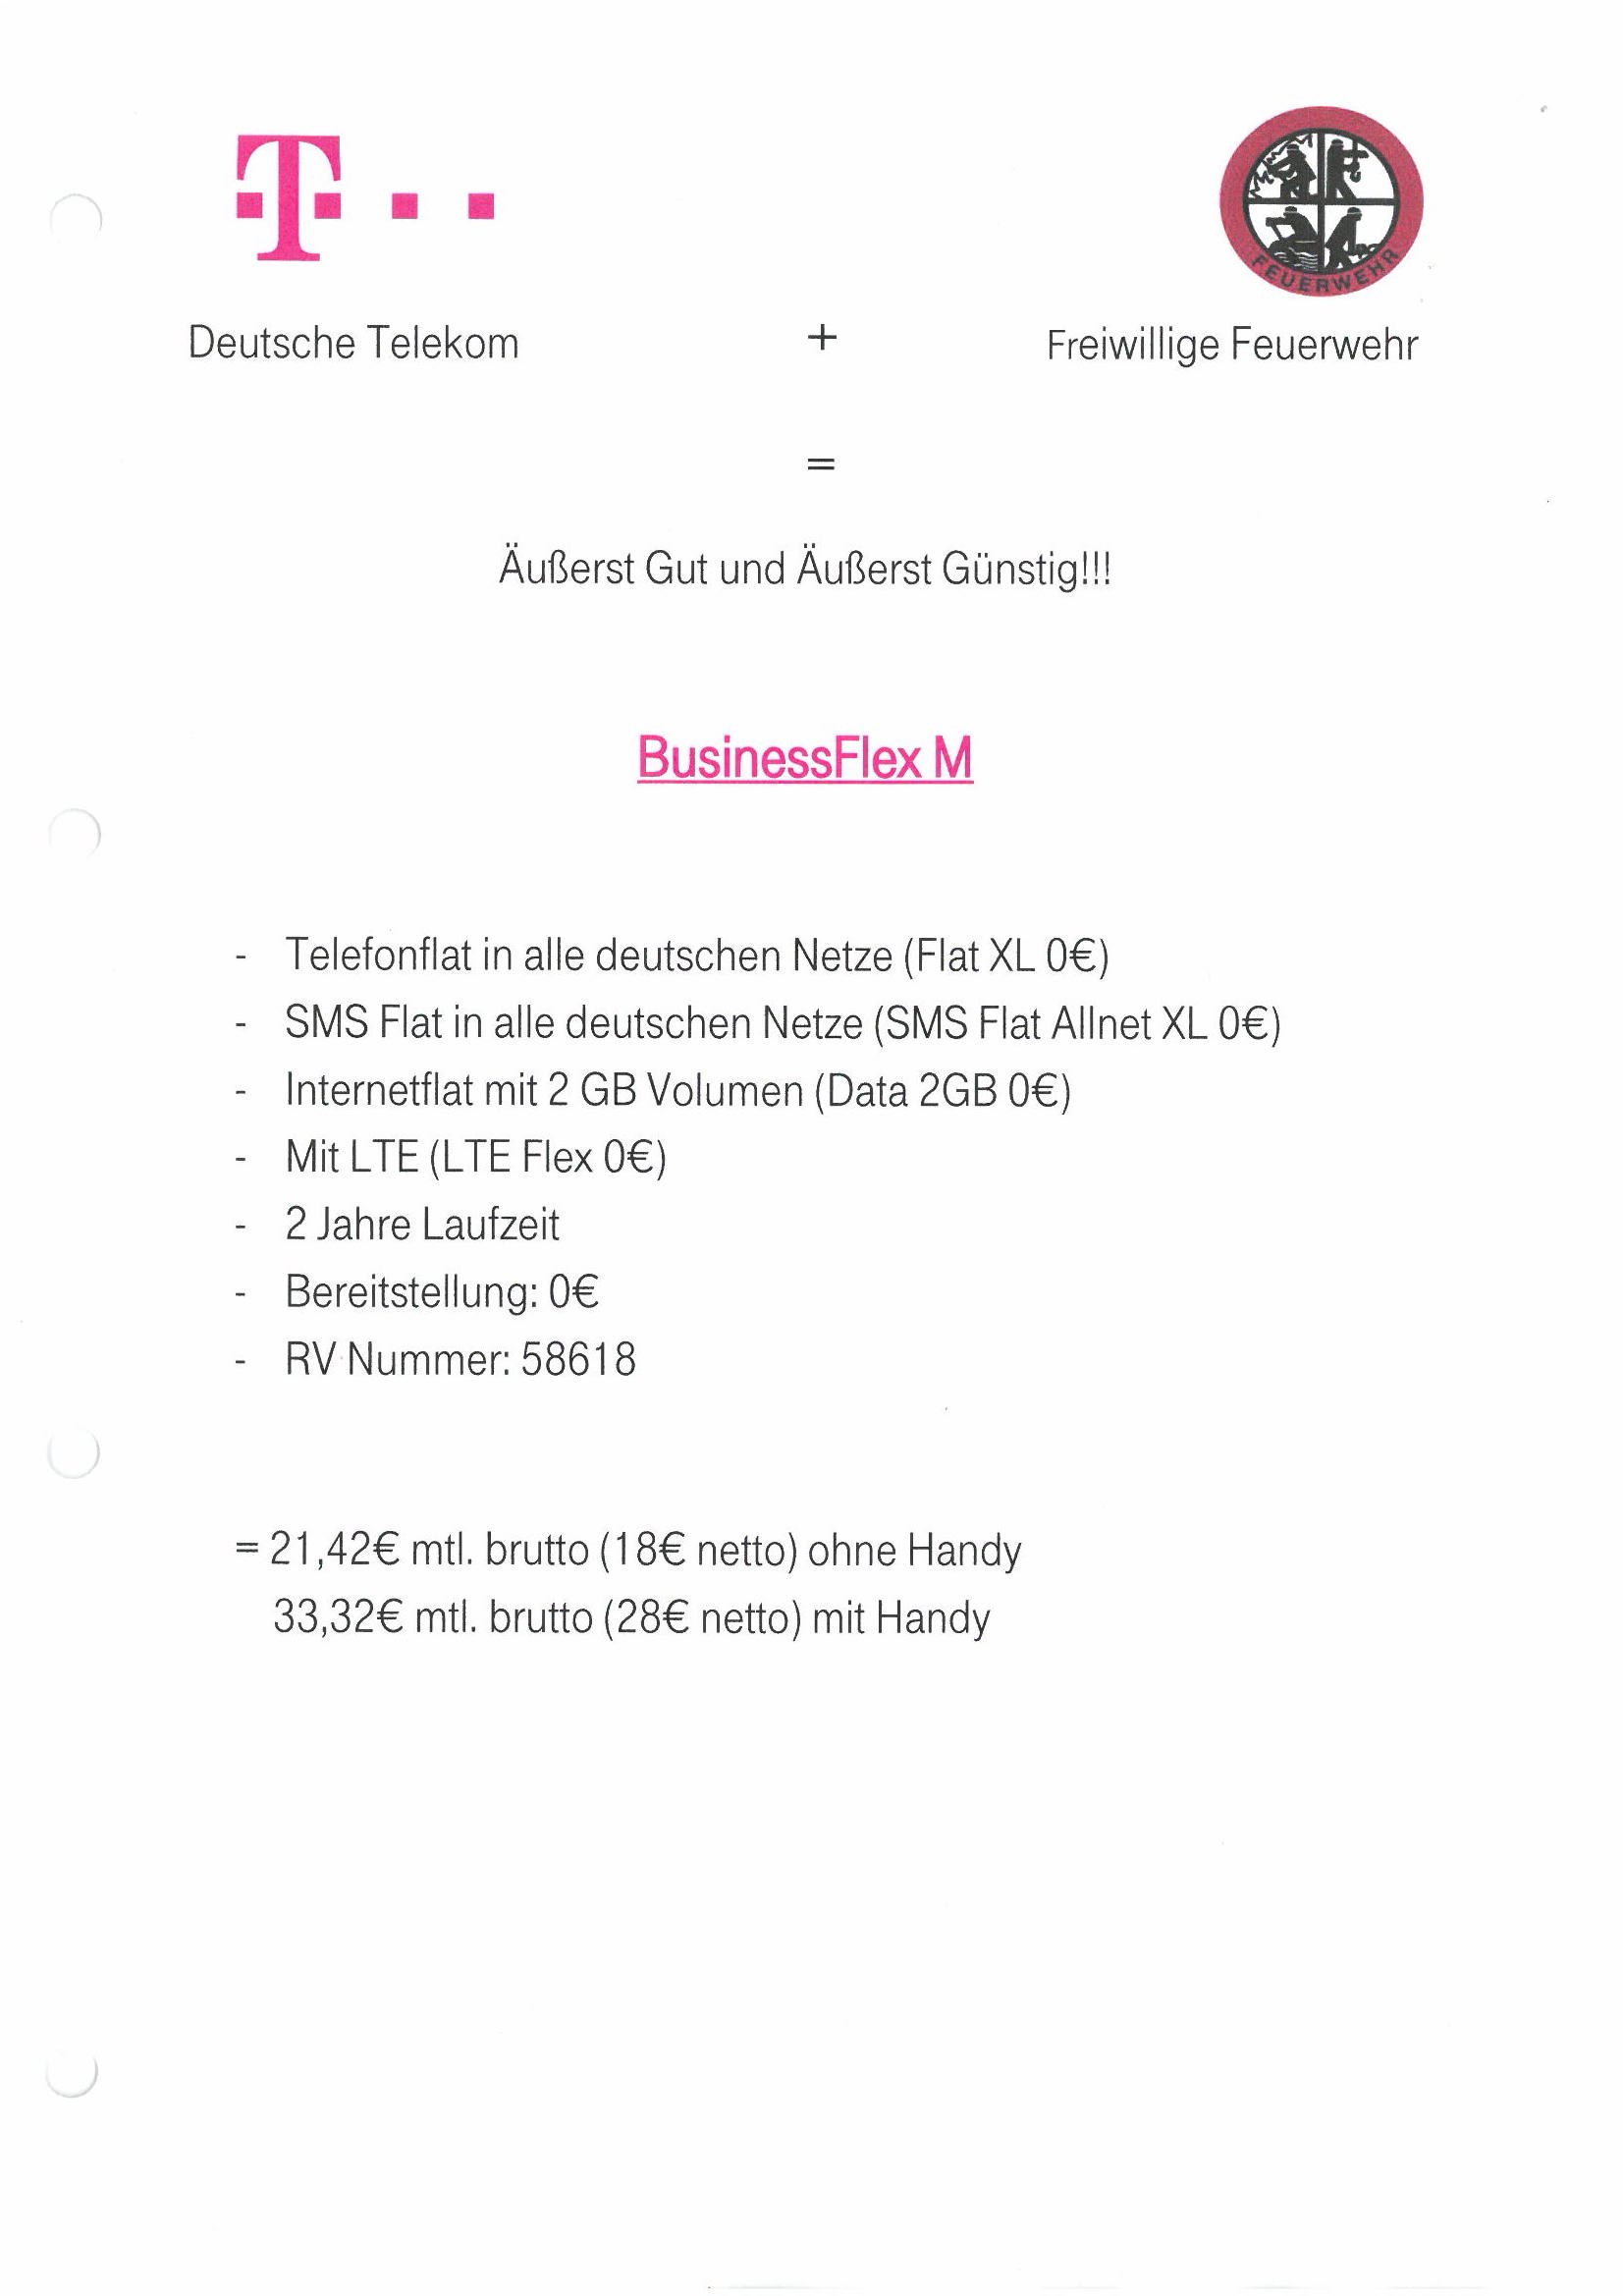 T
FEUERWEHR
Deutsche Telekom + Freiwillige Feuerwehr
=
Äußerst Gut und Äußerst Günstig!!!
BusinessFlex M
- Telefonflat in alle deutschen Netze (Flat XL 0€)
- SMS Flat in alle deutschen Netze (SMS Flat Allnet XL 0€)
- Internetflat mit 2 GB Volumen (Data 2GB 0€)
- Mit LTE (LTE Flex 0€)
- 2 Jahre Laufzeit
- Bereitstellung: 0€
- RV Nummer: 58618
= 21,42€ mtl. brutto (18€ netto) ohne Handy
33,32€ mtl. brutto (28€ netto) mit Handy